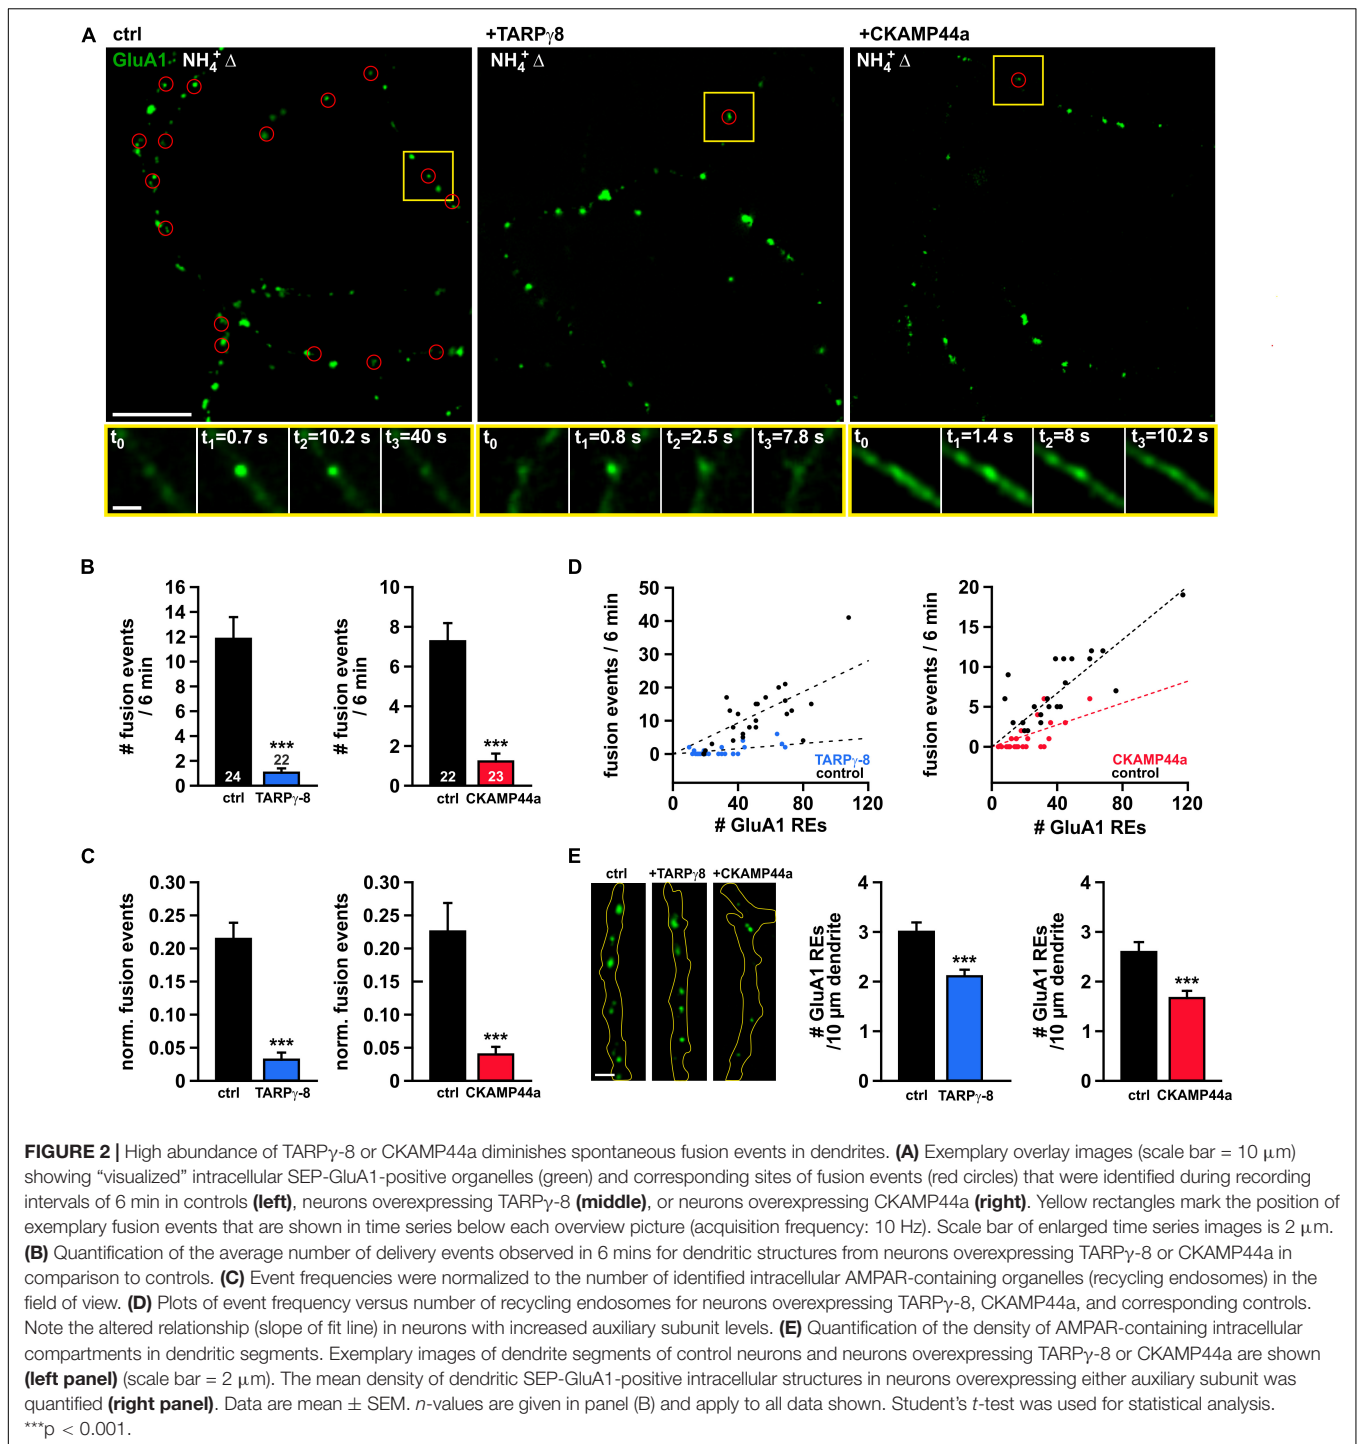 A
ctrl
+TARPγ8
+CKAMP44a
GluA1 NH4+ Δ
NH4+ Δ
NH4+ Δ
t0
t1=0.7 s
t2=10.2 s
t3=40 s
t0
t1=0.8 s
t2=2.5 s
t3=7.8 s
t0
t1=1.4 s
t2=8 s
t3=10.2 s
B
# fusion events
/ 6 min
16
14
12
10
8
6
4
2
0
24
***
22
ctrl
TARPγ-8
# fusion events
/ 6 min
10
8
6
4
2
0
22
***
23
ctrl
CKAMP44a
D
fusion events / 6 min
50
40
30
20
10
0
TARPγ-8
control
0
40
80
120
# GluA1 REs
fusion events / 6 min
20
15
10
5
0
CKAMP44a
control
0
40
80
120
# GluA1 REs
C
norm. fusion events
0.30
0.25
0.20
0.15
0.10
0.05
0
***
ctrl
TARPγ-8
norm. fusion events
0.30
0.25
0.20
0.15
0.10
0.05
0
***
ctrl
CKAMP44a
E
ctrl
+TARPγ8
+CKAMP44a
# GluA1 REs
/10 µm dendrite
4
3
2
1
0
***
ctrl
TARPγ-8
# GluA1 REs
/10 µm dendrite
4
3
2
1
0
***
ctrl
CKAMP44a
FIGURE 2 | High abundance of TARPγ-8 or CKAMP44a diminishes spontaneous fusion events in dendrites. (A) Exemplary overlay images (scale bar = 10 µm)
showing “visualized” intracellular SEP-GluA1-positive organelles (green) and corresponding sites of fusion events (red circles) that were identified during recording
intervals of 6 min in controls (left), neurons overexpressing TARPγ-8 (middle), or neurons overexpressing CKAMP44a (right). Yellow rectangles mark the position of
exemplary fusion events that are shown in time series below each overview picture (acquisition frequency: 10 Hz). Scale bar of enlarged time series images is 2 µm.
(B) Quantification of the average number of delivery events observed in 6 mins for dendritic structures from neurons overexpressing TARPγ-8 or CKAMP44a in
comparison to controls. (C) Event frequencies were normalized to the number of identified intracellular AMPAR-containing organelles (recycling endosomes) in the
field of view. (D) Plots of event frequency versus number of recycling endosomes for neurons overexpressing TARPγ-8, CKAMP44a, and corresponding controls.
Note the altered relationship (slope of fit line) in neurons with increased auxiliary subunit levels. (E) Quantification of the density of AMPAR-containing intracellular
compartments in dendritic segments. Exemplary images of dendrite segments of control neurons and neurons overexpressing TARPγ-8 or CKAMP44a are shown
(left panel) (scale bar = 2 µm). The mean density of dendritic SEP-GluA1-positive intracellular structures in neurons overexpressing either auxiliary subunit was
quantified (right panel). Data are mean ± SEM. n-values are given in panel (B) and apply to all data shown. Student’s t-test was used for statistical analysis.
***p < 0.001.